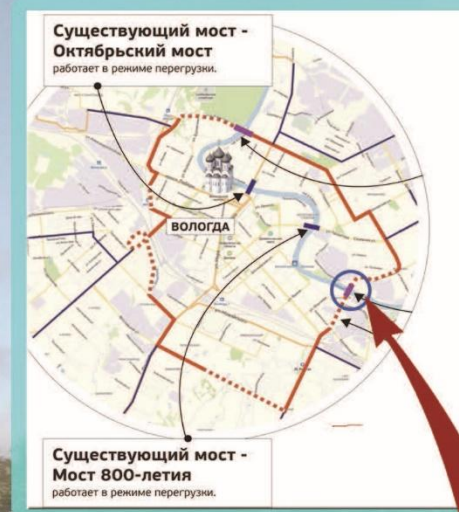 Существующий мост -
Октябрьский мост
работает в режиме перегрузки.
ВОЛОГДА
Существующий мост -
Мост 800-летия
работает в режиме перегрузки.